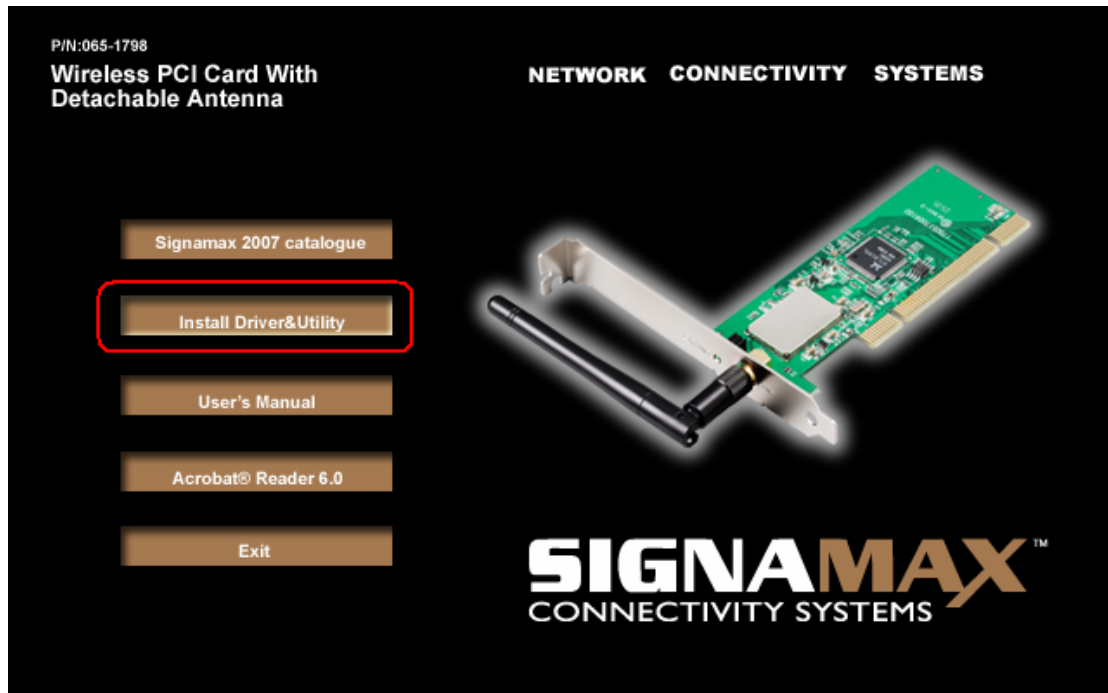 P/N:065-1798
Wireless PCI Card With
Detachable Antenna
NETWORK CONNECTIVITY SYSTEMS
Signamax 2007 catalogue
Install Driver&Utility
User's Manual
Acrobat® Reader 6.0
Exit
SIGNAMAX™
CONNECTIVITY SYSTEMS